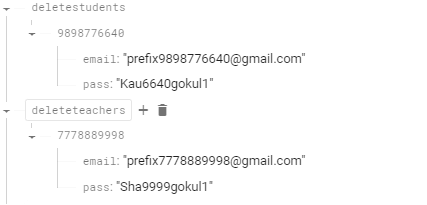 deletestudents
9898776640
email: "prefix9898776640@gmail.com"
pass: "Kau6640gokul1"
deleteteachers +
7778889998
email: "prefix7778889998@gmail.com"
pass: "Sha9999gokul1"